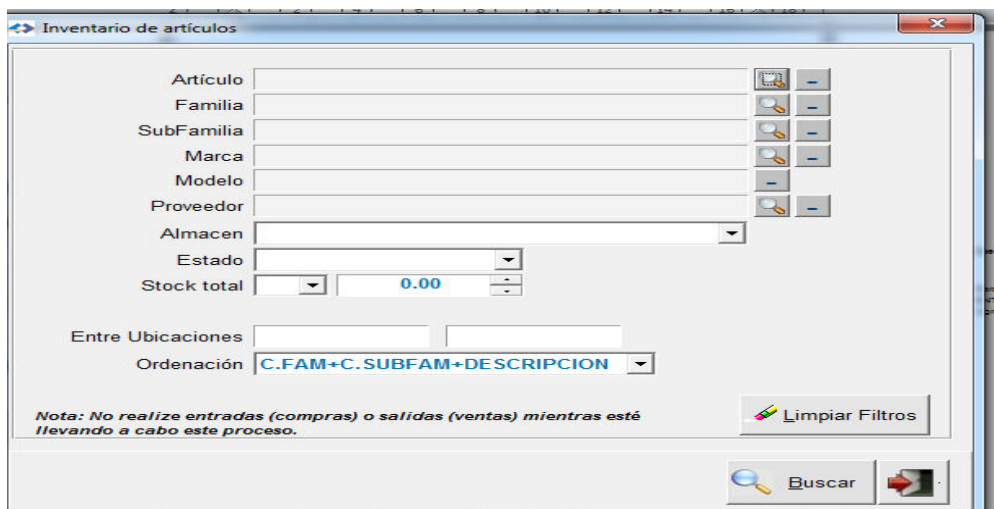 Inventario de artículos
Artículo
Familia
SubFamilia
Marca
Modelo
Proveedor
Almacen
Estado
Stock total 0.00
Entre Ubicaciones
Ordenación C.FAM+C.SUBFAM+DESCRIPCION
Nota: No realize entradas (compras) o salidas (ventas) mientras esté
llevando a cabo este proceso.
Limpiar Filtros
Buscar